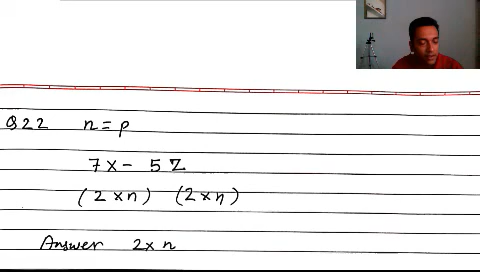 Q22 n = p
7x - 5z
(2 × n) (2 × n)
Answer 2 × n